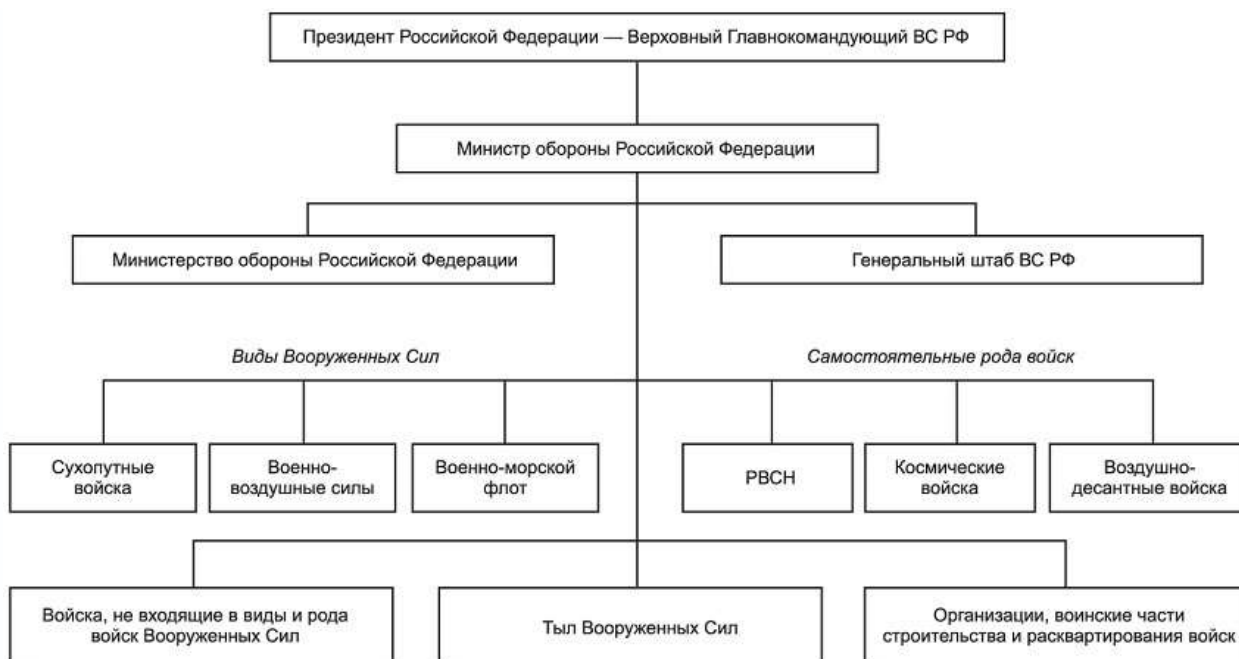 Президент Российской Федерации — Верховный Главнокомандующий ВС РФ
Министр обороны Российской Федерации
Министерство обороны Российской Федерации
Генеральный штаб ВС РФ
Виды Вооруженных Сил
Самостоятельные рода войск
Сухопутные
войска
Военно-
воздушные силы
Военно-морской
флот
РВСН
Космические
войска
Воздушно-
десантные войска
Войска, не входящие в виды и рода
войск Вооруженных Сил
Тыл Вооруженных Сил
Организации, воинские части
строительства и расквартирования войск